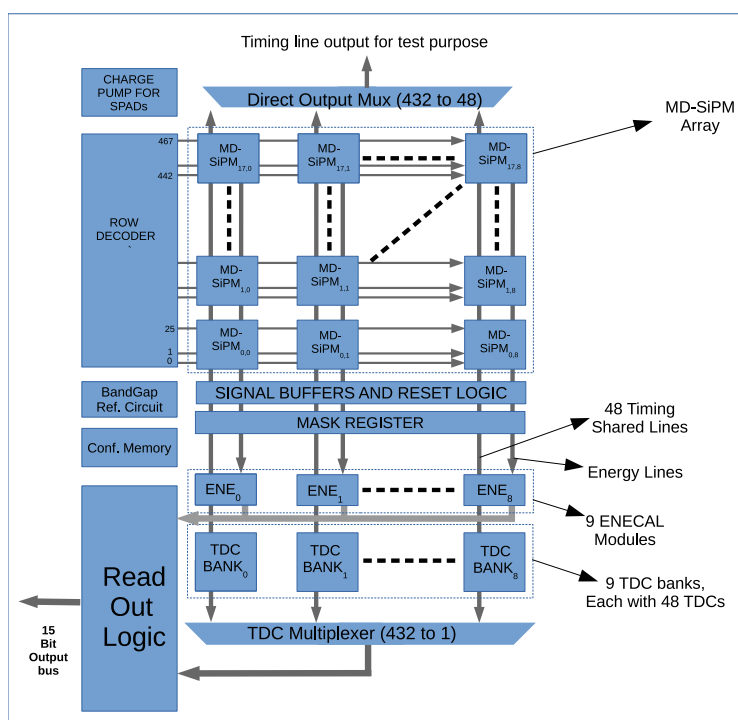 Timing line output for test purpose
CHARGE
PUMP FOR
SPADs
Direct Output Mux (432 to 48)
MD-SiPM
Array
467
442
MD-
SiPM17,0
MD-
SiPM17,1
MD-
SiPM17,8
ROW
DECODER
`
MD-
SiPM1,0
MD-
SiPM1,1
MD-
SiPM1,8
25
1
0
MD-
SiPM0,0
MD-
SiPM0,1
MD-
SiPM0,8
BandGap
Ref. Circuit
SIGNAL BUFFERS AND RESET LOGIC
MASK REGISTER
Conf. Memory
48 Timing
Shared Lines
Energy Lines
ENE0
ENE1
ENE8
9 ENECAL
Modules
TDC
BANK0
TDC
BANK1
TDC
BANK8
9 TDC banks,
Each with 48 TDCs
Read
Out
Logic
15
Bit
Output
bus
TDC Multiplexer (432 to 1)